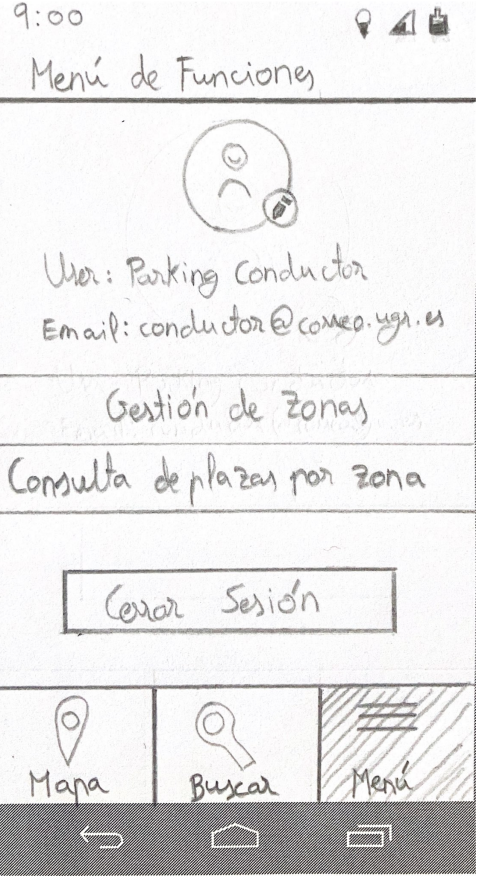 9:00
Menú de Funciones
User: Parking Conductor
Email: conductor@correo.ugr.es
Gestión de Zonas
Consulta de plazas por zona
Cerrar Sesión
Mapa
Buscar
Menú